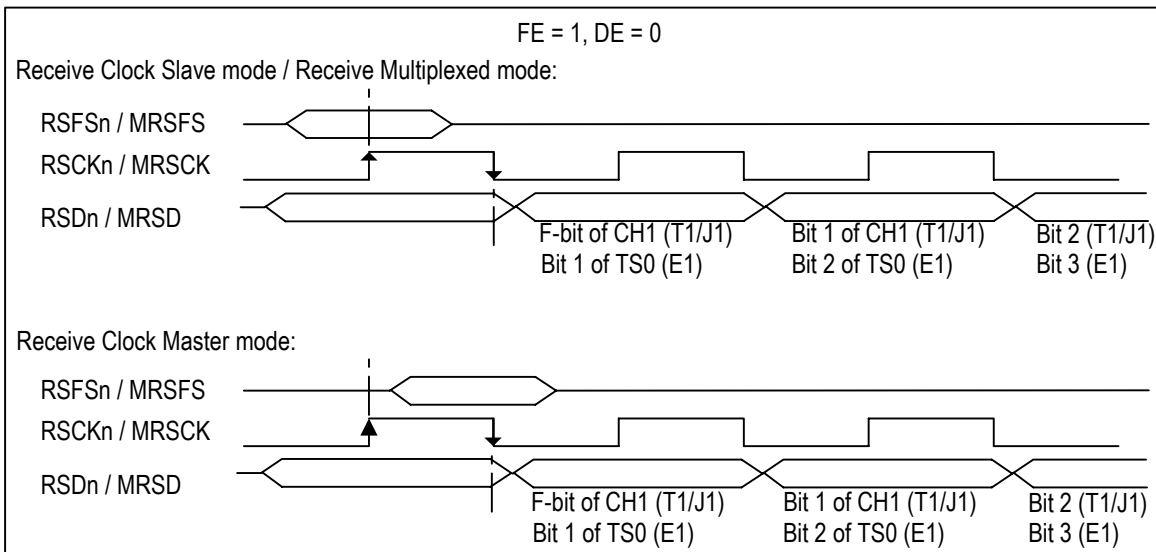 FE = 1, DE = 0
Receive Clock Slave mode / Receive Multiplexed mode:
RSFSn / MRSFS
RSCKn / MRSCK
RSDn / MRSD
F-bit of CH1 (T1/J1) Bit 1 of CH1 (T1/J1) Bit 2 (T1/J1)
Bit 1 of TS0 (E1) Bit 2 of TS0 (E1) Bit 3 (E1)
Receive Clock Master mode:
RSFSn / MRSFS
RSCKn / MRSCK
RSDn / MRSD
F-bit of CH1 (T1/J1) Bit 1 of CH1 (T1/J1) Bit 2 (T1/J1)
Bit 1 of TS0 (E1) Bit 2 of TS0 (E1) Bit 3 (E1)